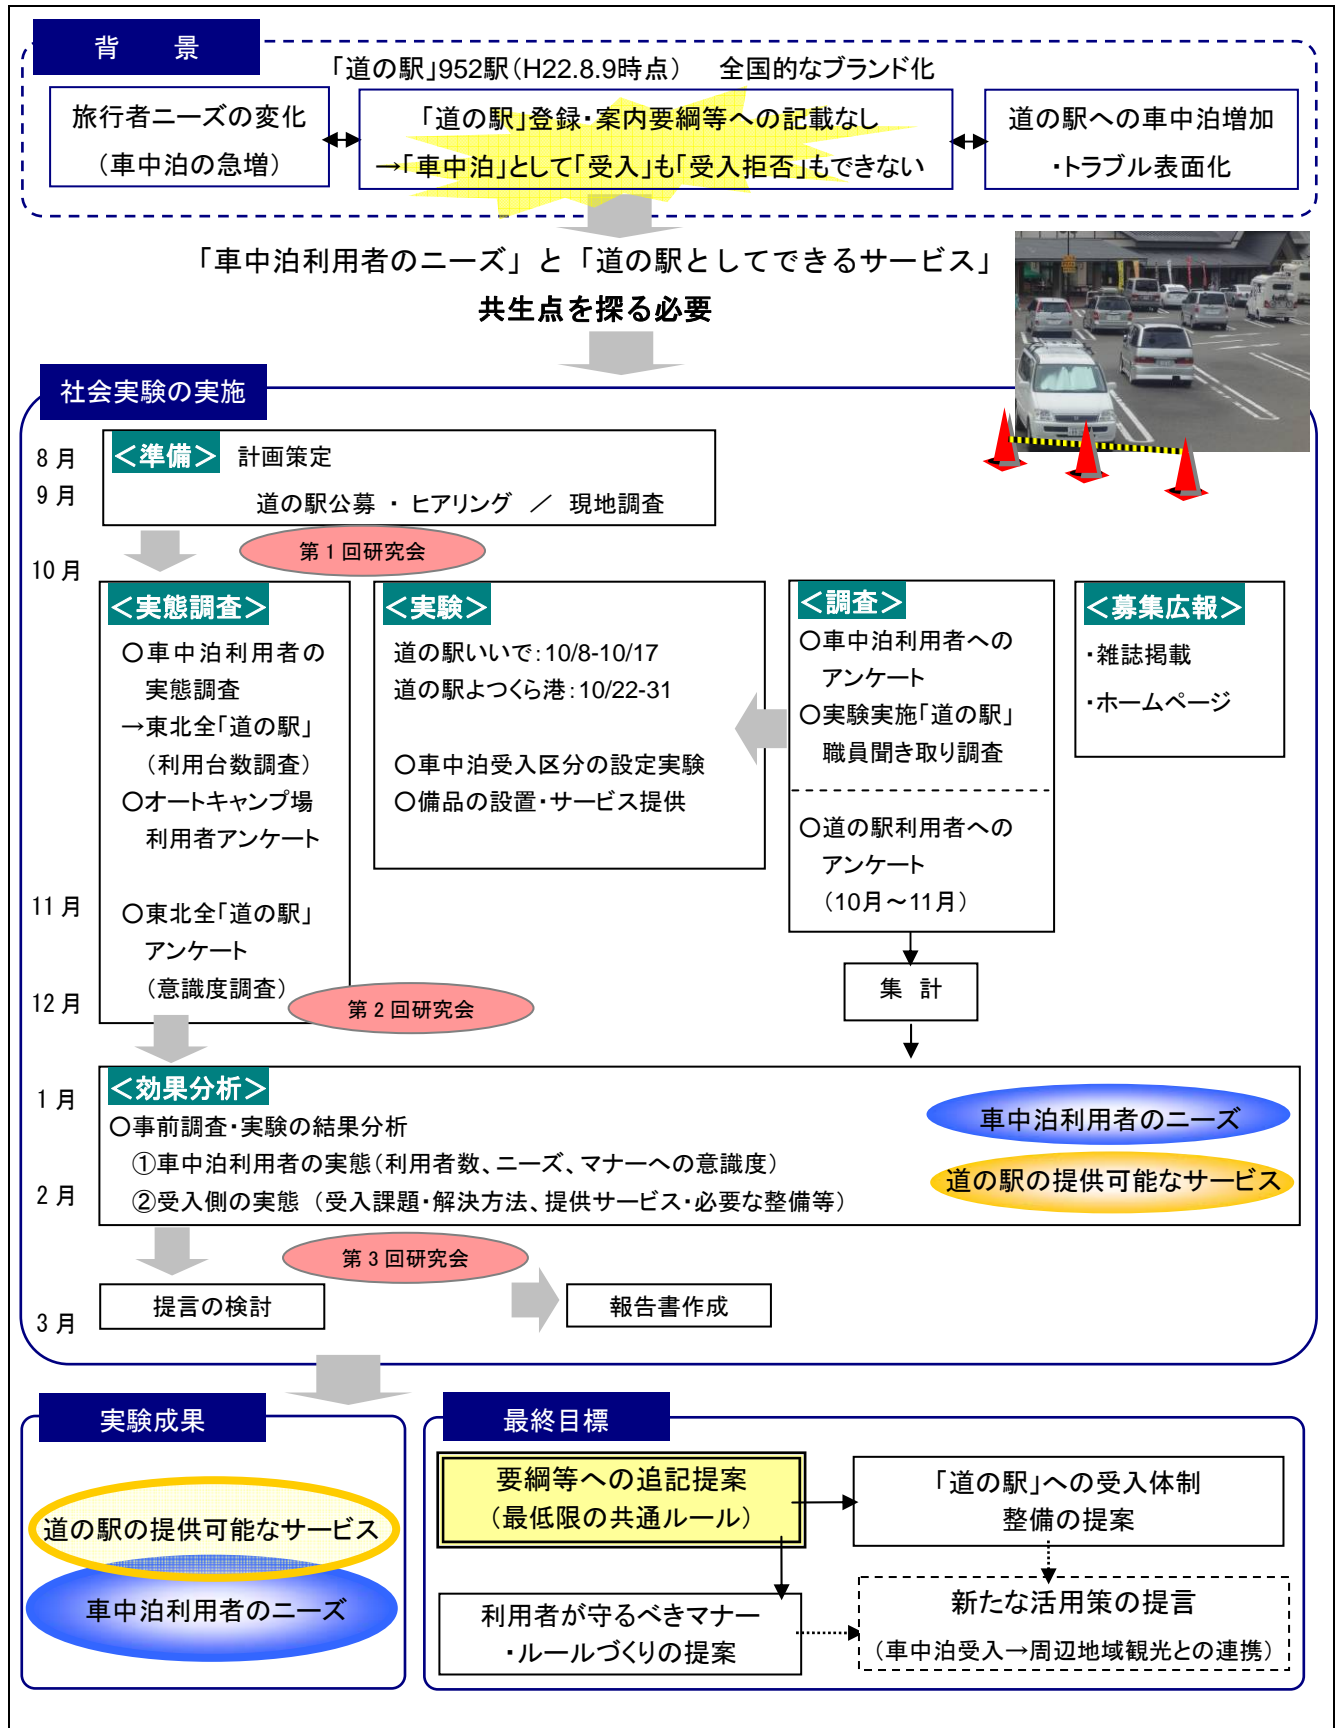 背　景
「道の駅」952駅(H22.8.9時点)　全国的なブランド化
旅行者ニーズの変化
（車中泊の急増）
「道の駅」登録・案内要綱等への記載なし
→「車中泊」として「受入」も「受入拒否」もできない
道の駅への車中泊増加
・トラブル表面化
「車中泊利用者のニーズ」と「道の駅としてできるサービス」
共生点を探る必要
社会実験の実施
8月
9月
＜準備＞ 計画策定
道の駅公募・ヒアリング ／ 現地調査
第1回研究会
10月
＜実態調査＞
○車中泊利用者の
実態調査
→東北全「道の駅」
（利用台数調査）
○オートキャンプ場
利用者アンケート
○東北全「道の駅」
アンケート
（意識度調査）
＜実験＞
道の駅いいで：10/8-10/17
道の駅よつくら港：10/22-31
○車中泊受入区分の設定実験
○備品の設置・サービス提供
＜調査＞
○車中泊利用者への
アンケート
○実験実施「道の駅」
職員聞き取り調査
○道の駅利用者への
アンケート
（10月～11月）
＜募集広報＞
・雑誌掲載
・ホームページ
11月
12月
第2回研究会
集 計
1月
2月
＜効果分析＞
○事前調査・実験の結果分析
①車中泊利用者の実態（利用者数、ニーズ、マナーへの意識度）
②受入側の実態（受入課題・解決方法、提供サービス・必要な整備等）
車中泊利用者のニーズ
道の駅の提供可能なサービス
第3回研究会
3月
提言の検討
報告書作成
実験成果
道の駅の提供可能なサービス
車中泊利用者のニーズ
最終目標
要綱等への追記提案
（最低限の共通ルール）
「道の駅」への受入体制
整備の提案
利用者が守るべきマナー
・ルールづくりの提案
新たな活用策の提言
（車中泊受入→周辺地域観光との連携）